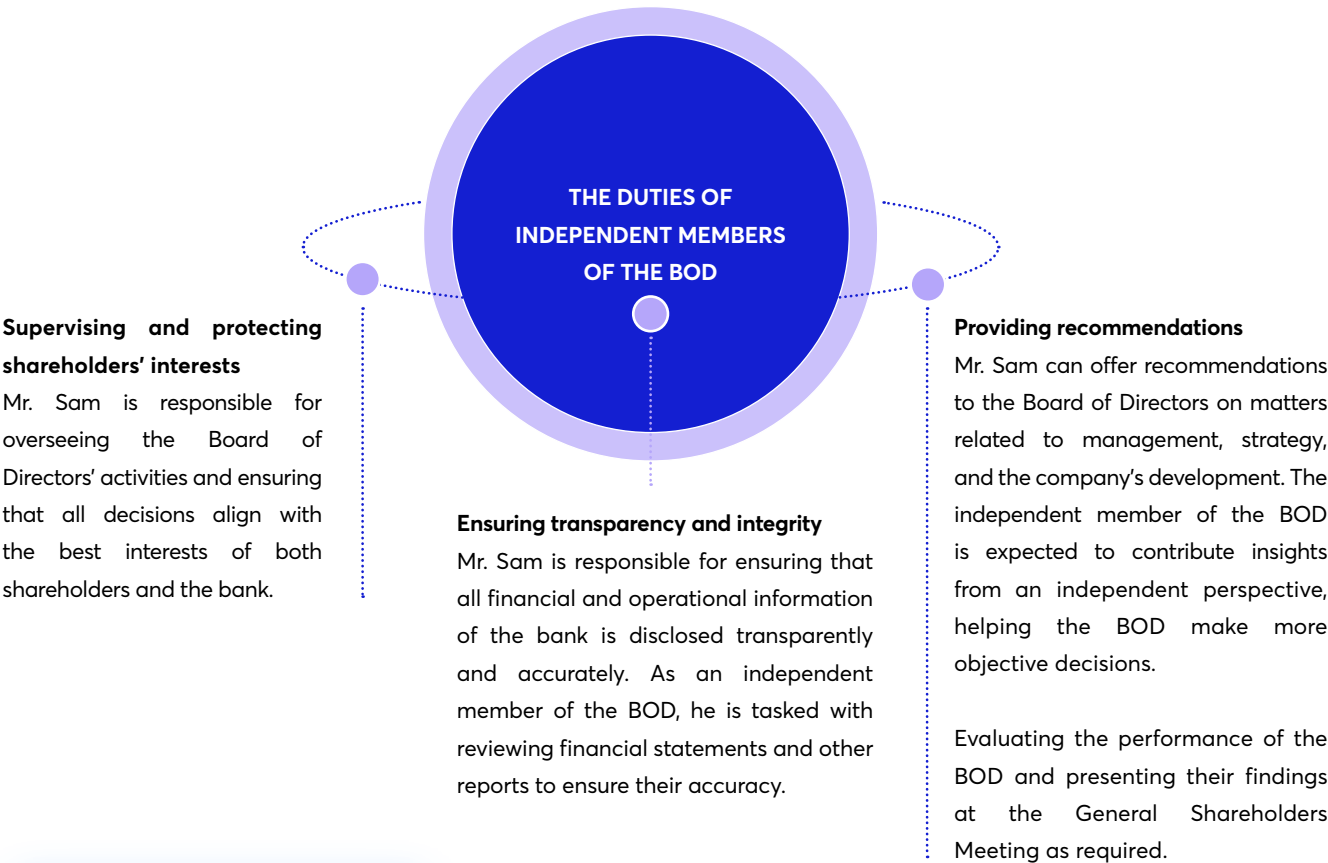 THE DUTIES OF
INDEPENDENT MEMBERS
OF THE BOD
Supervising and protecting
shareholders' interests
Mr. Sam is responsible for
overseeing the Board of
Directors' activities and ensuring
that all decisions align with
the best interests of both
shareholders and the bank.
Ensuring transparency and integrity
Mr. Sam is responsible for ensuring that
all financial and operational information
of the bank is disclosed transparently
and accurately. As an independent
member of the BOD, he is tasked with
reviewing financial statements and other
reports to ensure their accuracy.
Providing recommendations
Mr. Sam can offer recommendations
to the Board of Directors on matters
related to management, strategy,
and the company's development. The
independent member of the BOD
is expected to contribute insights
from an independent perspective,
helping the BOD make more
objective decisions.
Evaluating the performance of the
BOD and presenting their findings
at the General Shareholders
Meeting as required.